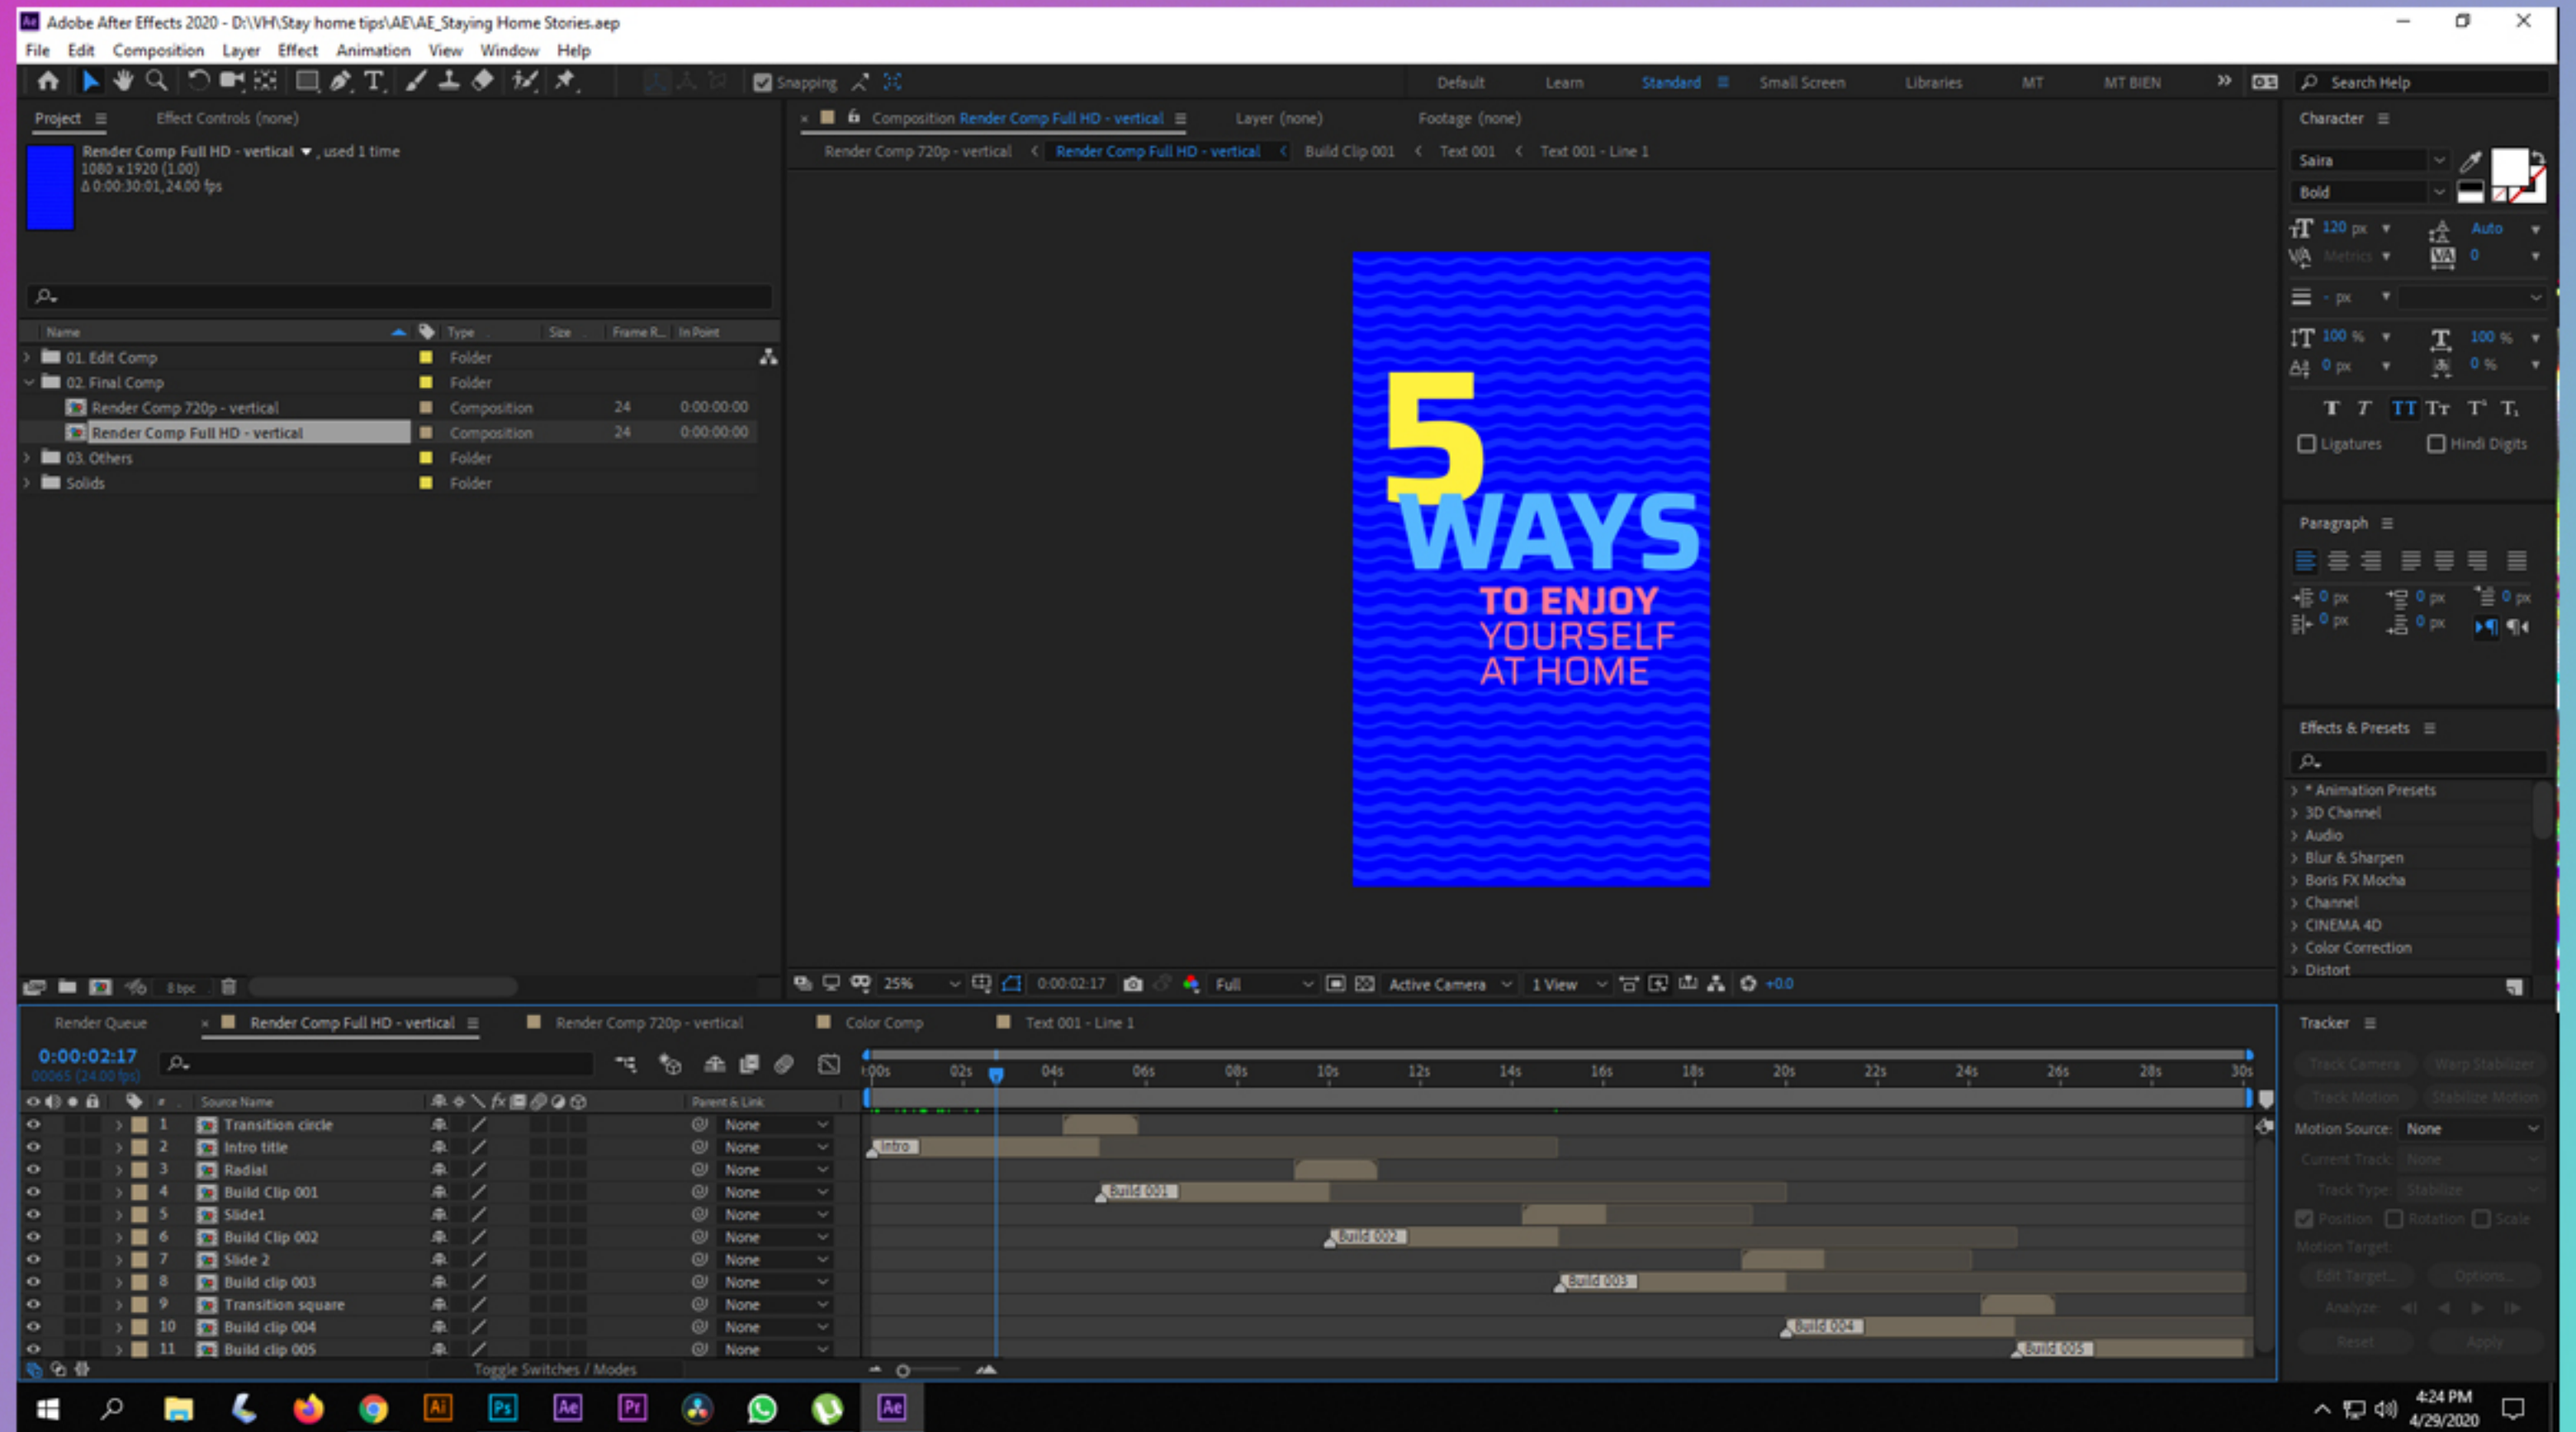 Adobe After Effects 2020 - D:\VH\Stay home tips\AE\AE_Staying Home Stories.aep
File Edit Composition Layer Effect Animation View Window Help
Snapping
Default Learn Standard Small Screen Libraries MT MT BIEN Search Help
Project Effect Controls (none)
Render Comp Full HD - vertical , used 1 time
1080 x 1920 (1.00)
Δ 0:00:30:01, 24.00 fps
Name Type Size Frame R... In Point
01. Edit Comp Folder
02. Final Comp Folder
Render Comp 720p - vertical Composition 24 0:00:00:00
Render Comp Full HD - vertical Composition 24 0:00:00:00
03. Others Folder
Solids Folder
8 bpc
Composition Render Comp Full HD - vertical Layer (none) Footage (none)
Render Comp 720p - vertical Render Comp Full HD - vertical Build Clip 001 Text 001 Text 001 - Line 1
5
WAYS
TO ENJOY
YOURSELF
AT HOME
25% 0:00:02:17 Full Active Camera 1 View +0.0
Character
Saira
Bold
120 px Auto
Metrics 0
- px
100 % 100 %
0 px 0 %
Ligatures Hindi Digits
Paragraph
0 px 0 px 0 px
0 px 0 px
Effects & Presets
* Animation Presets
3D Channel
Audio
Blur & Sharpen
Boris FX Mocha
Channel
CINEMA 4D
Color Correction
Distort
Tracker
Track Camera Warp Stabilizer
Track Motion Stabilize Motion
Motion Source: None
Current Track: None
Track Type: Stabilize
Position Rotation Scale
Motion Target:
Edit Target... Options...
Analyze:
Reset Apply
Render Queue Render Comp Full HD - vertical Render Comp 720p - vertical Color Comp Text 001 - Line 1
0:00:02:17
00065 (24.00 fps)
:00s 02s 04s 06s 08s 10s 12s 14s 16s 18s 20s 22s 24s 26s 28s 30s
# Source Name Parent & Link
1 Transition circle None
2 Intro title None Intro
3 Radial None
4 Build Clip 001 None Build 001
5 Slide1 None
6 Build Clip 002 None Build 002
7 Slide 2 None
8 Build clip 003 None Build 003
9 Transition square None
10 Build clip 004 None Build 004
11 Build clip 005 None Build 005
Toggle Switches / Modes
Ai Ps Ae Pr Ae
4:24 PM
4/29/2020